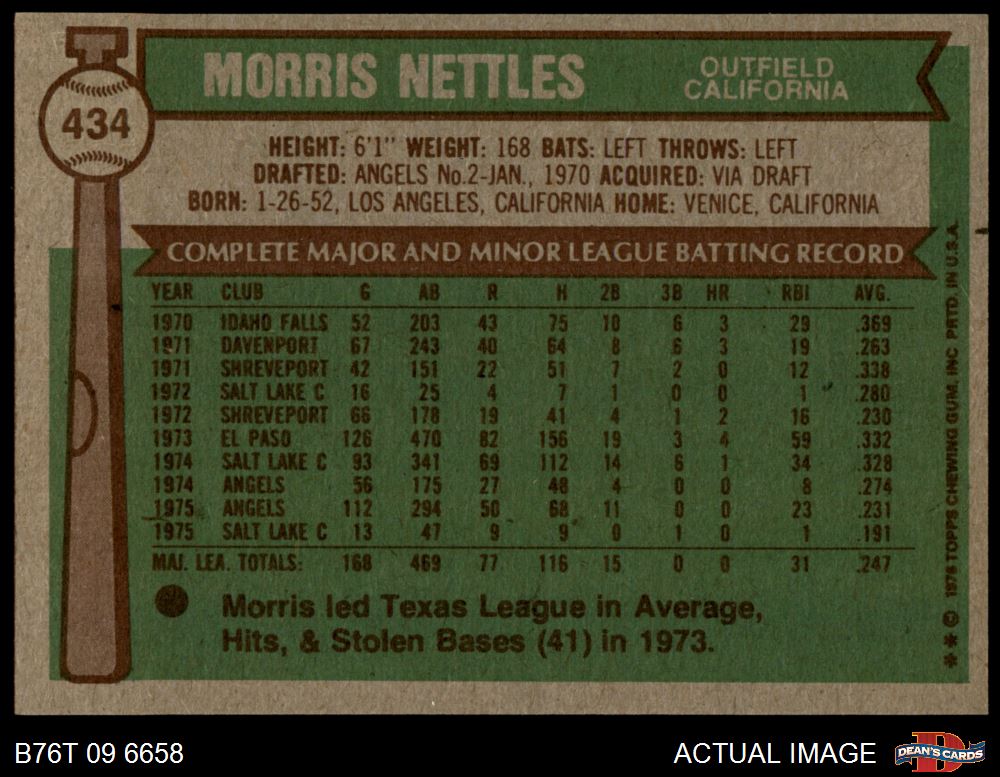 MORRIS NETTLES
OUTFIELD
CALIFORNIA
434
HEIGHT: 6'1" WEIGHT: 168 BATS: LEFT THROWS: LEFT
DRAFTED: ANGELS No.2-JAN., 1970 ACQUIRED: VIA DRAFT
BORN: 1-26-52, LOS ANGELES, CALIFORNIA HOME: VENICE, CALIFORNIA
COMPLETE MAJOR AND MINOR LEAGUE BATTING RECORD
YEAR CLUB G AB R H 2B 3B HR RBI AVG.
1970 IDAHO FALLS 52 203 43 75 10 6 3 29 .369
1971 DAVENPORT 67 243 40 64 8 6 3 19 .263
1971 SHREVEPORT 42 151 22 51 7 2 0 12 .338
1972 SALT LAKE C 16 25 4 7 1 0 0 1 .280
1972 SHREVEPORT 66 178 19 41 4 1 2 16 .230
1973 EL PASO 126 470 82 156 19 3 4 59 .332
1974 SALT LAKE C 93 341 69 112 14 6 1 34 .328
1974 ANGELS 56 175 27 48 4 0 0 8 .274
1975 ANGELS 112 294 50 68 11 0 0 23 .231
1975 SALT LAKE C 13 47 9 9 0 1 0 1 .191
MAJ. LEA. TOTALS: 168 469 77 116 15 0 0 31 .247
Morris led Texas League in Average,
Hits, & Stolen Bases (41) in 1973.
** © 1976 TOPPS CHEWING GUM, INC PRTD. IN U.S.A.
B76T 09 6658
ACTUAL IMAGE
D
DEAN'S CARDS